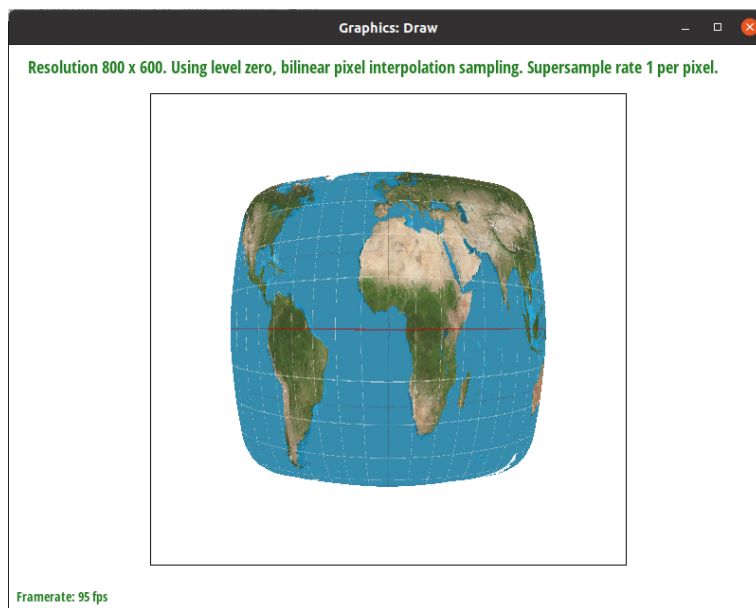 Graphics: Draw
Resolution 800 x 600. Using level zero, bilinear pixel interpolation sampling. Supersample rate 1 per pixel.
Framerate: 95 fps